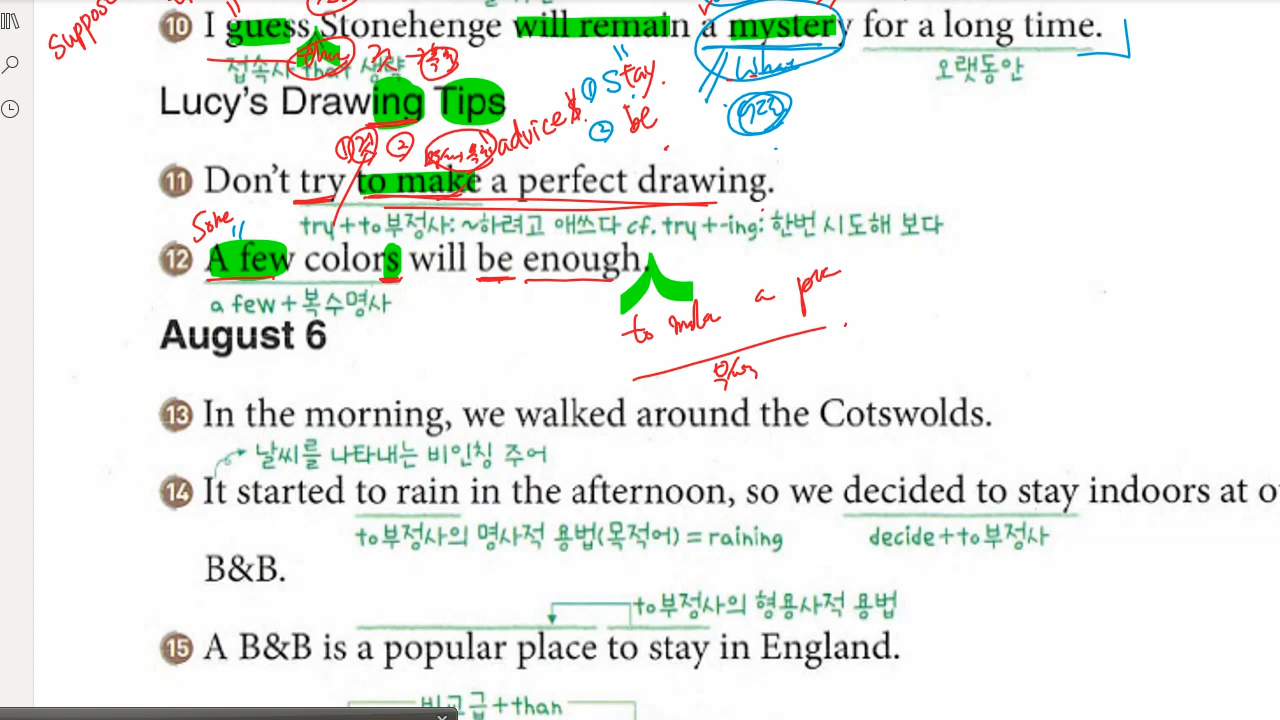 suppose
⑩ I guess Stonehenge will remain a mystery for a long time.
접속사 that 생략
오랫동안
① Stay.
② be
Lucy's Drawing Tips
advice
⑪ Don't try to make a perfect drawing.
try+to부정사: ~하려고 애쓰다 cf. try+-ing: 한번 시도해 보다
Some
⑫ A few colors will be enough.
a few+복수명사
to make a
August 6
⑬ In the morning, we walked around the Cotswolds.
날씨를 나타내는 비인칭 주어
⑭ It started to rain in the afternoon, so we decided to stay indoors at o
to부정사의 명사적 용법(목적어) = raining
decide+to부정사
B&B.
to부정사의 형용사적 용법
⑮ A B&B is a popular place to stay in England.
비교급+than